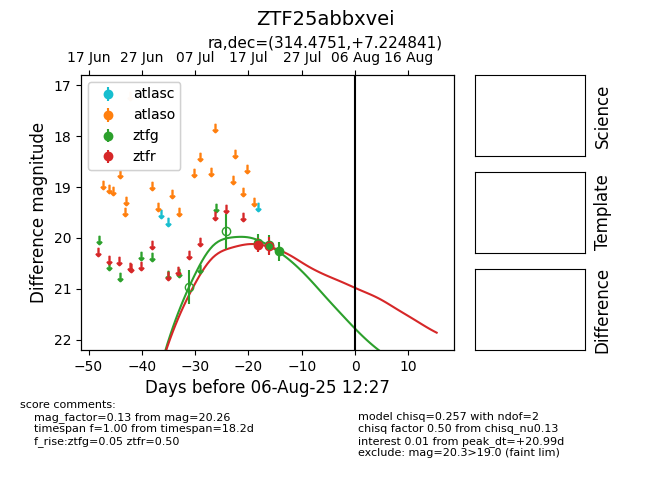 ZTF25abbxvei
ra,dec=(314.4751,+7.224841)
17 Jun 27 Jun 07 Jul 17 Jul 27 Jul 06 Aug 16 Aug
17
18
19
20
21
22
Difference magnitude
atlasc
atlaso
ztfg
ztfr
−50 −40 −30 −20 −10 0 10
Days before 06-Aug-25 12:27
Science
Template
Difference
score comments:
mag_factor=0.13 from mag=20.26
timespan f=1.00 from timespan=18.2d
f_rise:ztfg=0.05 ztfr=0.50
model chisq=0.257 with ndof=2
chisq factor 0.50 from chisq_nu0.13
interest 0.01 from peak_dt=+20.99d
exclude: mag=20.3>19.0 (faint lim)